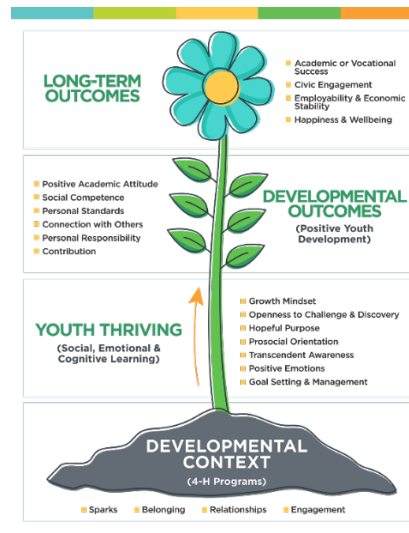 LONG-TERM
OUTCOMES
Academic or Vocational
Success
Civic Engagement
Employability & Economic
Stability
Happiness & Wellbeing
Positive Academic Attitude
Social Competence
Personal Standards
Connection with Others
Personal Responsibility
Contribution
DEVELOPMENTAL
OUTCOMES
(Positive Youth
Development)
YOUTH THRIVING
(Social, Emotional &
Cognitive Learning)
Growth Mindset
Openness to Challenge & Discovery
Hopeful Purpose
Prosocial Orientation
Transcendent Awareness
Positive Emotions
Goal Setting & Management
DEVELOPMENTAL
CONTEXT
(4-H Programs)
Sparks Belonging Relationships Engagement